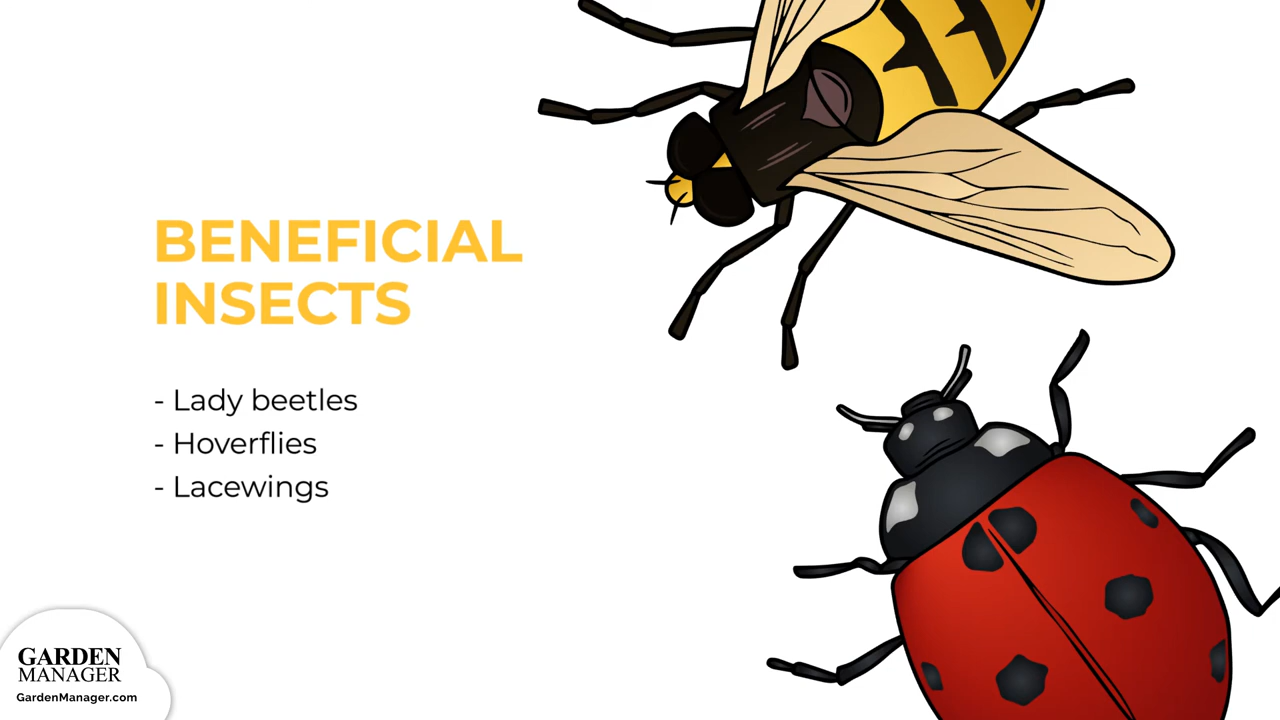 BENEFICIAL
INSECTS
- Lady beetles
- Hoverflies
- Lacewings
GARDEN
MANAGER
GardenManager.com